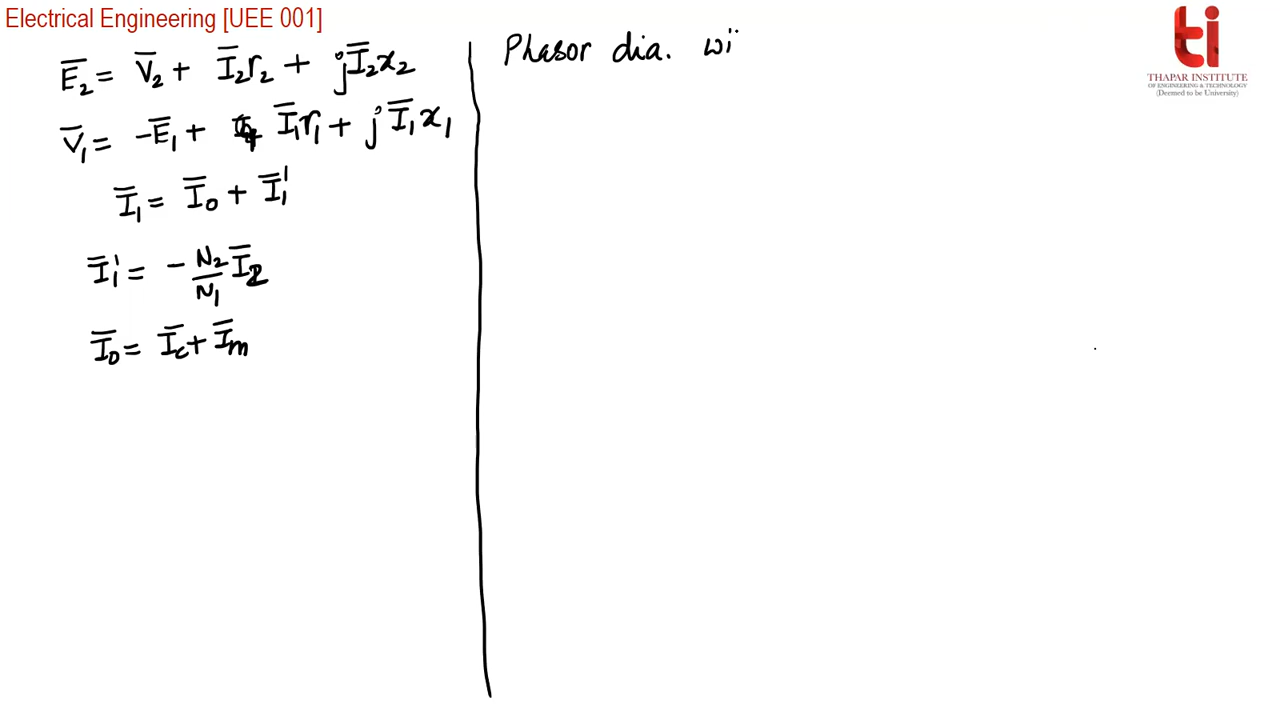 Electrical Engineering [UEE 001]
E̅₂ = V̅₂ + I̅₂r₂ + jI̅₂x₂
V̅₁ = -E̅₁ + I̅₁r₁ + jI̅₁x₁
I̅₁ = I̅₀ + I̅₁'
I̅₁' = - N₂/N₁ I̅₂
I̅₀ = I̅c + I̅m
Phasor dia.
ti
THAPAR INSTITUTE
OF ENGINEERING & TECHNOLOGY
(Deemed to be University)